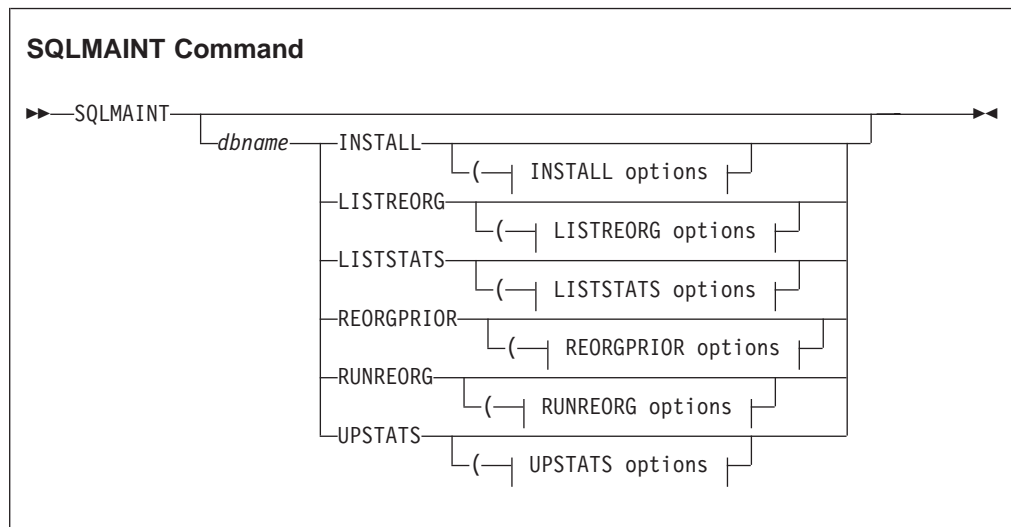 SQLMAINT Command
SQLMAINT
dbname INSTALL
( INSTALL options
LISTREORG
( LISTREORG options
LISTSTATS
( LISTSTATS options
REORGPRIOR
( REORGPRIOR options
RUNREORG
( RUNREORG options
UPSTATS
( UPSTATS options